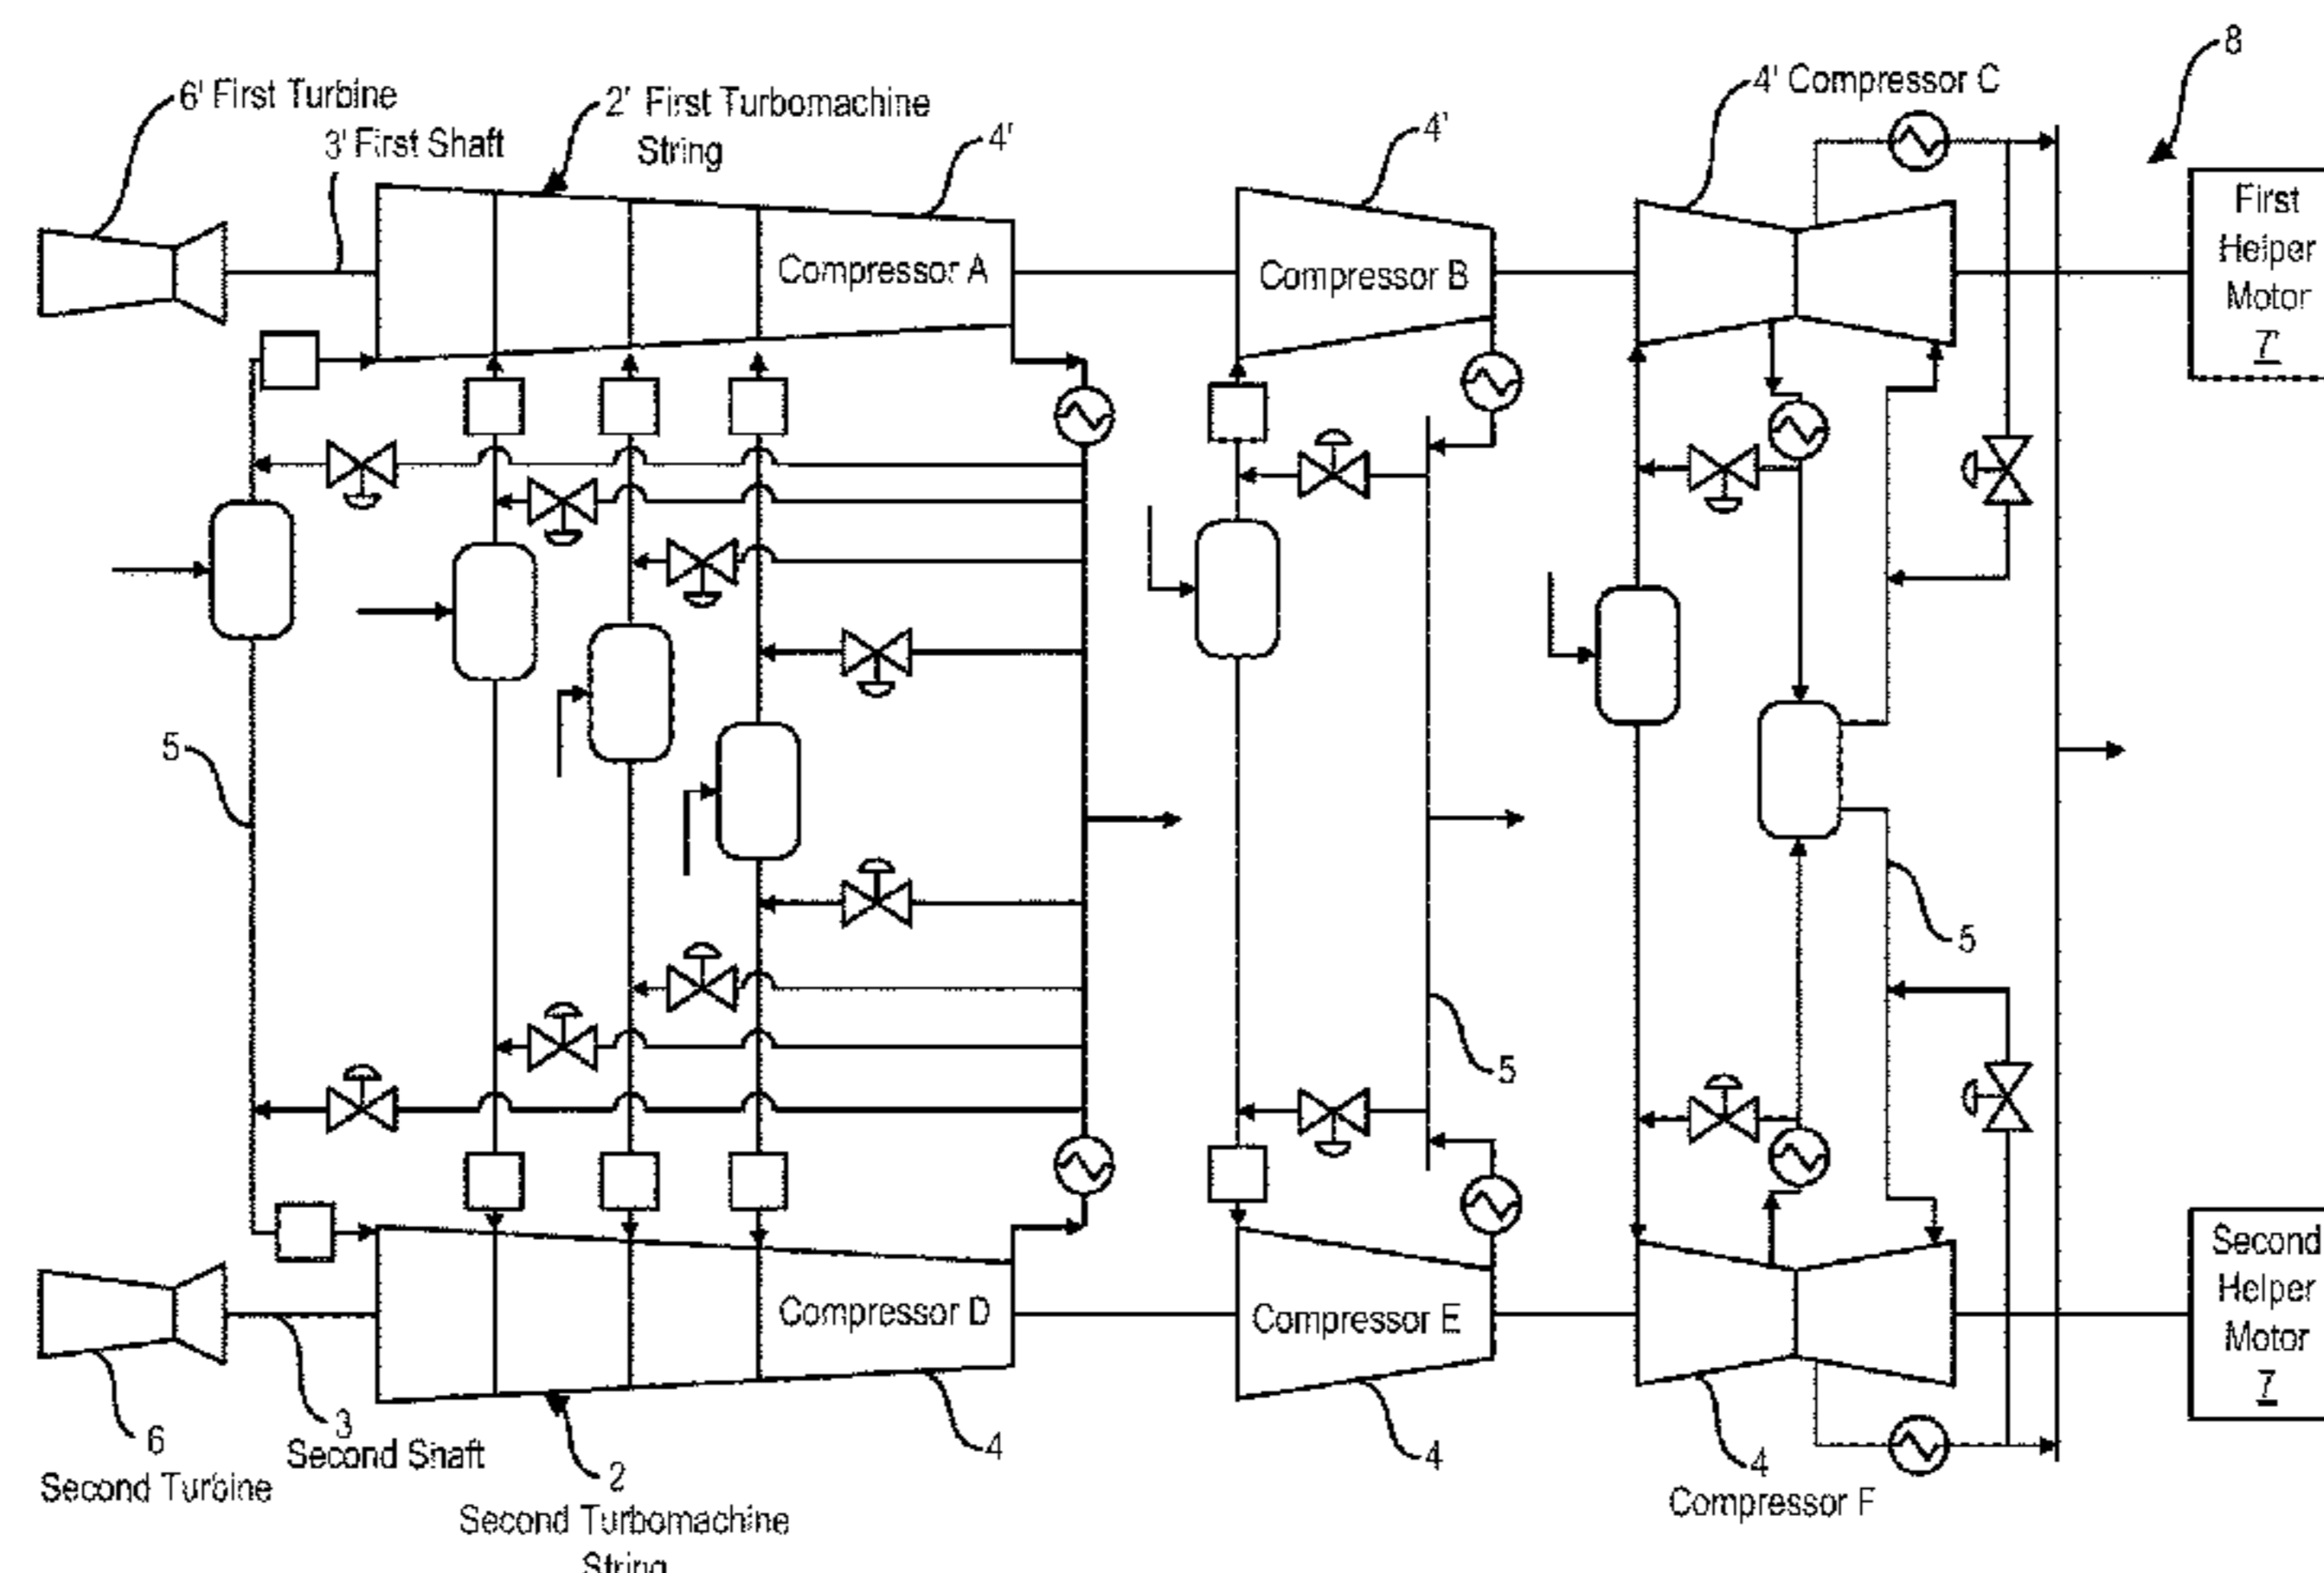 8
6' First Turbine
2' First Turbomachine
String
4'
4'
4' Compressor C
3' First Shaft
First
Helper
Motor
7'
Compressor A
Compressor B
5
5
5
Second
Helper
Motor
7
Compressor D
Compressor E
3
Second Shaft
6
Second Turbine
2
Second Turbomachine
String
4
4
4
Compressor F